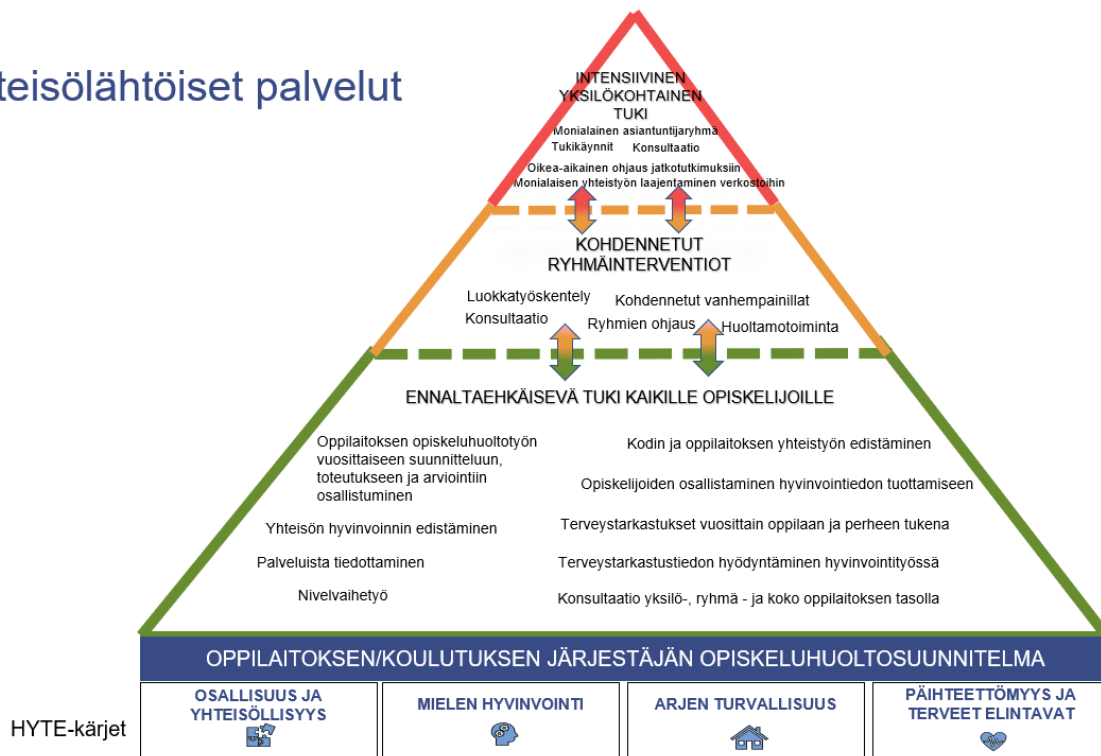 teisölähtöiset palvelut
INTENSIIVINEN
YKSILÖKOHTAINEN
TUKI
Monialainen asiantuntijaryhmä
Tukikäynnit Konsultaatio
Oikea-aikainen ohjaus jatkotutkimuksiin
Monialaisen yhteistyön laajentaminen verkostoihin
KOHDENNETUT
RYHMÄINTERVENTIOT
Luokkatyöskentely
Kohdennetut vanhempainillat
Konsultaatio
Ryhmien ohjaus
Huoltamotoiminta
ENNALTAEHKÄISEVÄ TUKI KAIKILLE OPISKELIJOILLE
Oppilaitoksen opiskeluhuoltotyön
vuosittaiseen suunnitteluun,
toteutukseen ja arviointiin
osallistuminen
Yhteisön hyvinvoinnin edistäminen
Palveluista tiedottaminen
Nivelvaihetyö
Kodin ja oppilaitoksen yhteistyön edistäminen
Opiskelijoiden osallistaminen hyvinvointiedon tuottamiseen
Terveystarkastukset vuosittain oppilaan ja perheen tukena
Terveystarkastustiedon hyödyntäminen hyvinvointityössä
Konsultaatio yksilö-, ryhmä - ja koko oppilaitoksen tasolla
OPPILAITOKSEN/KOULUTUKSEN JÄRJESTÄJÄN OPISKELUHUOLTOSUUNNITELMA
HYTE-kärjet
OSALLISUUS JA
YHTEISÖLLISYYS
MIELEN HYVINVOINTI
ARJEN TURVALLISUUS
PÄIHTEETTÖMYYS JA
TERVEET ELINTAVAT